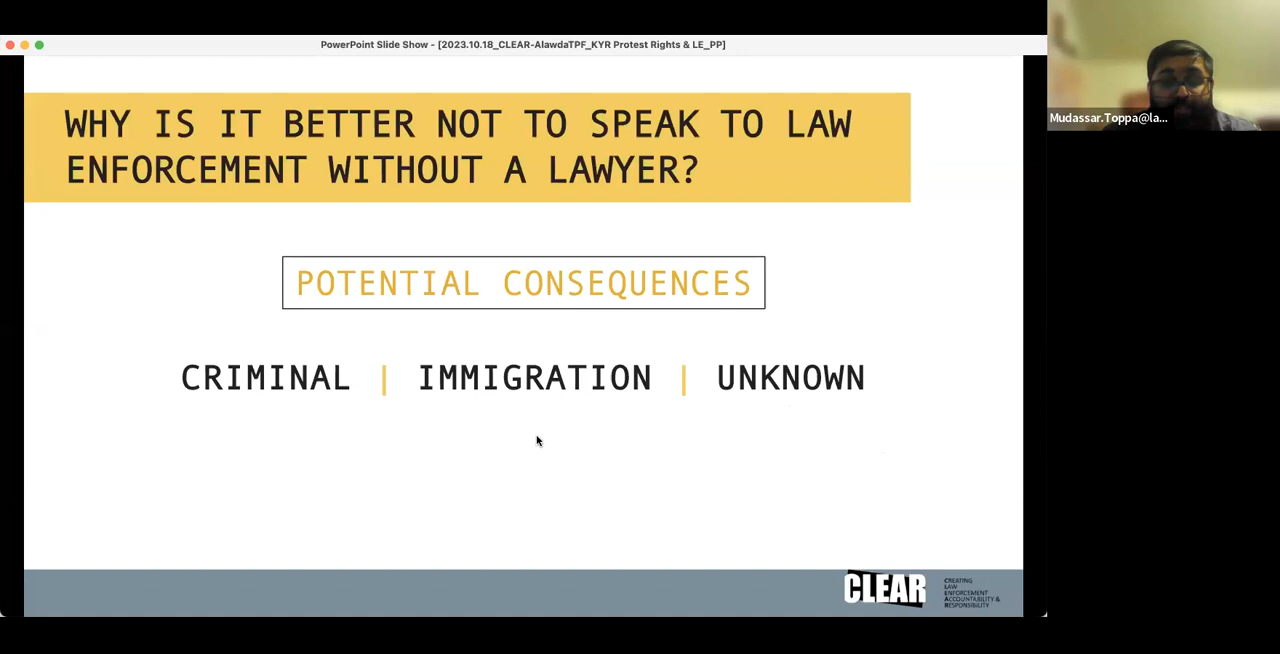 PowerPoint Slide Show - [2023.10.18_CLEAR-AlawdaTPF_KYR Protest Rights & LE_PP]
WHY IS IT BETTER NOT TO SPEAK TO LAW
ENFORCEMENT WITHOUT A LAWYER?
POTENTIAL CONSEQUENCES
CRIMINAL | IMMIGRATION | UNKNOWN
Mudassar.Toppa@la...
CLEAR
CREATING
LAW
ENFORCEMENT
ACCOUNTABILITY &
RESPONSIBILITY